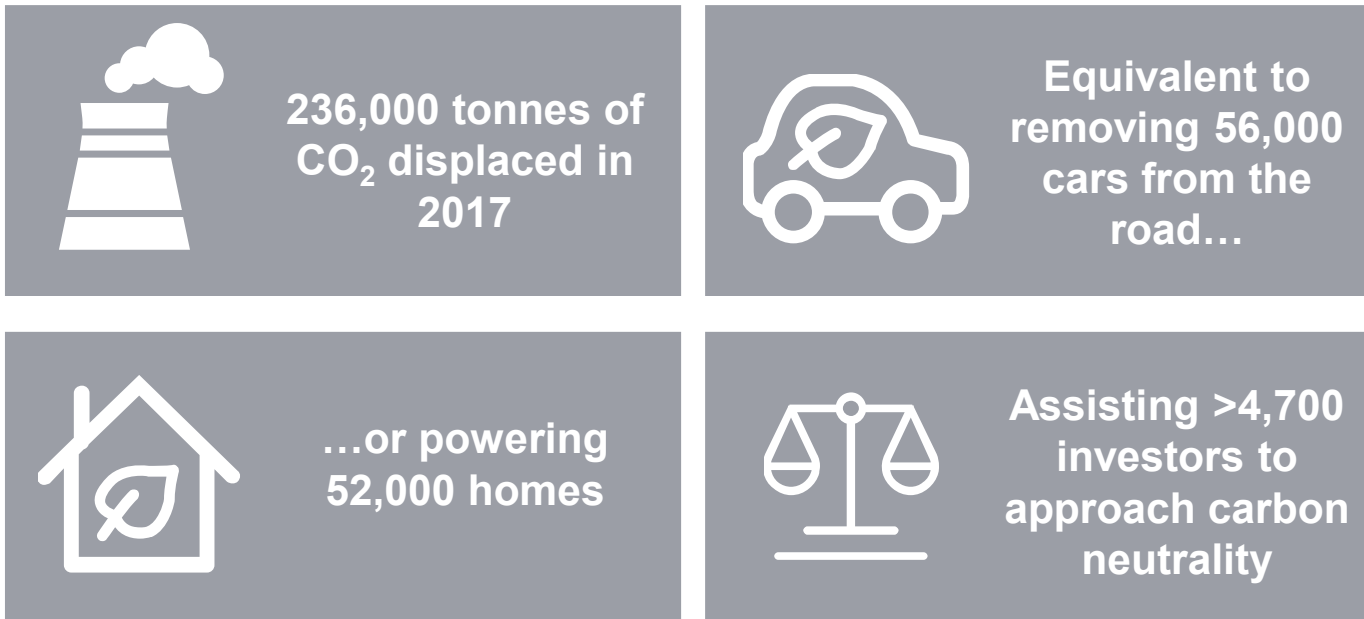 236,000 tonnes of
CO₂ displaced in
2017
Equivalent to
removing 56,000
cars from the
road…
…or powering
52,000 homes
Assisting >4,700
investors to
approach carbon
neutrality